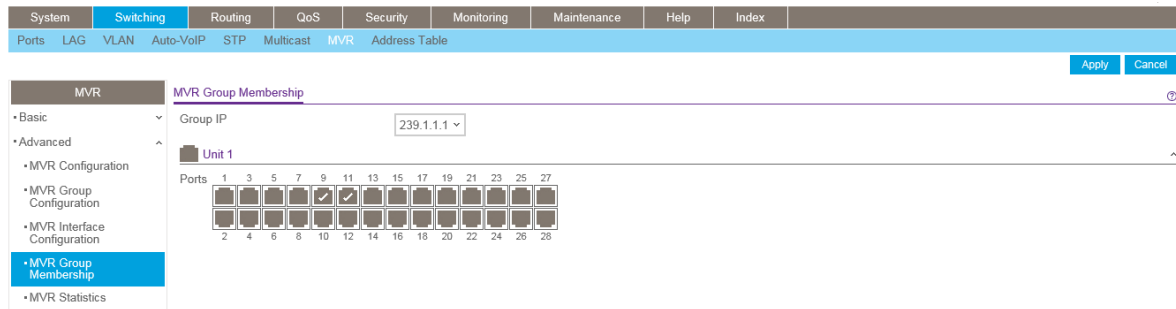 System Switching Routing QoS Security Monitoring Maintenance Help Index
Ports LAG VLAN Auto-VoIP STP Multicast MVR Address Table
Apply Cancel
MVR
Basic
Advanced
MVR Configuration
MVR Group
Configuration
MVR Interface
Configuration
MVR Group
Membership
MVR Statistics
MVR Group Membership
?
Group IP 239.1.1.1
Unit 1
Ports 1 3 5 7 9 11 13 15 17 19 21 23 25 27
2 4 6 8 10 12 14 16 18 20 22 24 26 28